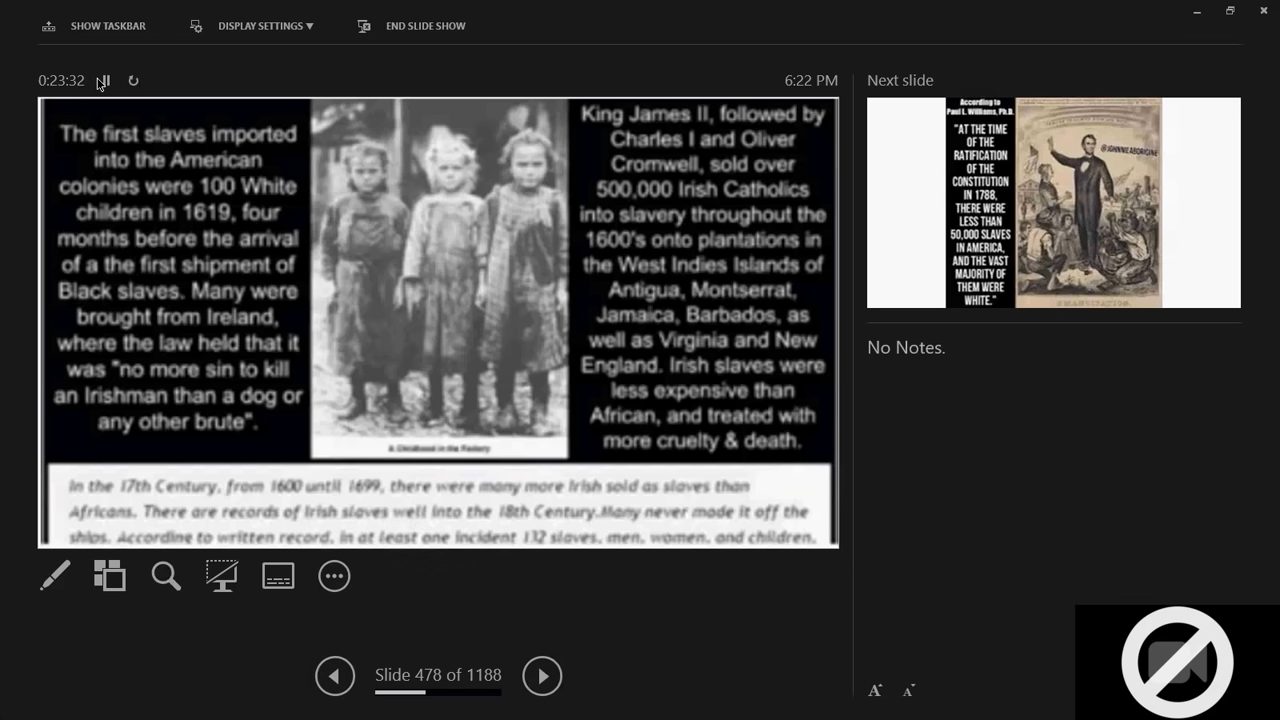 SHOW TASKBAR
DISPLAY SETTINGS ▼
END SLIDE SHOW
0:23:32
6:22 PM
Next slide
The first slaves imported
into the American
colonies were 100 White
children in 1619, four
months before the arrival
of a the first shipment of
Black slaves. Many were
brought from Ireland,
where the law held that it
was "no more sin to kill
an Irishman than a dog or
any other brute".
A Childhood in the Factory
King James II, followed by
Charles I and Oliver
Cromwell, sold over
500,000 Irish Catholics
into slavery throughout the
1600's onto plantations in
the West Indies Islands of
Antigua, Montserrat,
Jamaica, Barbados, as
well as Virginia and New
England. Irish slaves were
less expensive than
African, and treated with
more cruelty & death.
In the 17th Century, from 1600 until 1699, there were many more Irish sold as slaves than
Africans. There are records of Irish slaves well into the 18th Century.Many never made it off the
ships. According to written record, in at least one incident 132 slaves, men, women, and children,
According to
Paul L. Williams, Ph.D.
"AT THE TIME
OF THE
RATIFICATION
OF THE
CONSTITUTION
IN 1788,
THERE WERE
LESS THAN
50,000 SLAVES
IN AMERICA,
AND THE VAST
MAJORITY OF
THEM WERE
WHITE."
@JOHNNIEABORIGINE
EMANCIPATION
No Notes.
Slide 478 of 1188
A
A